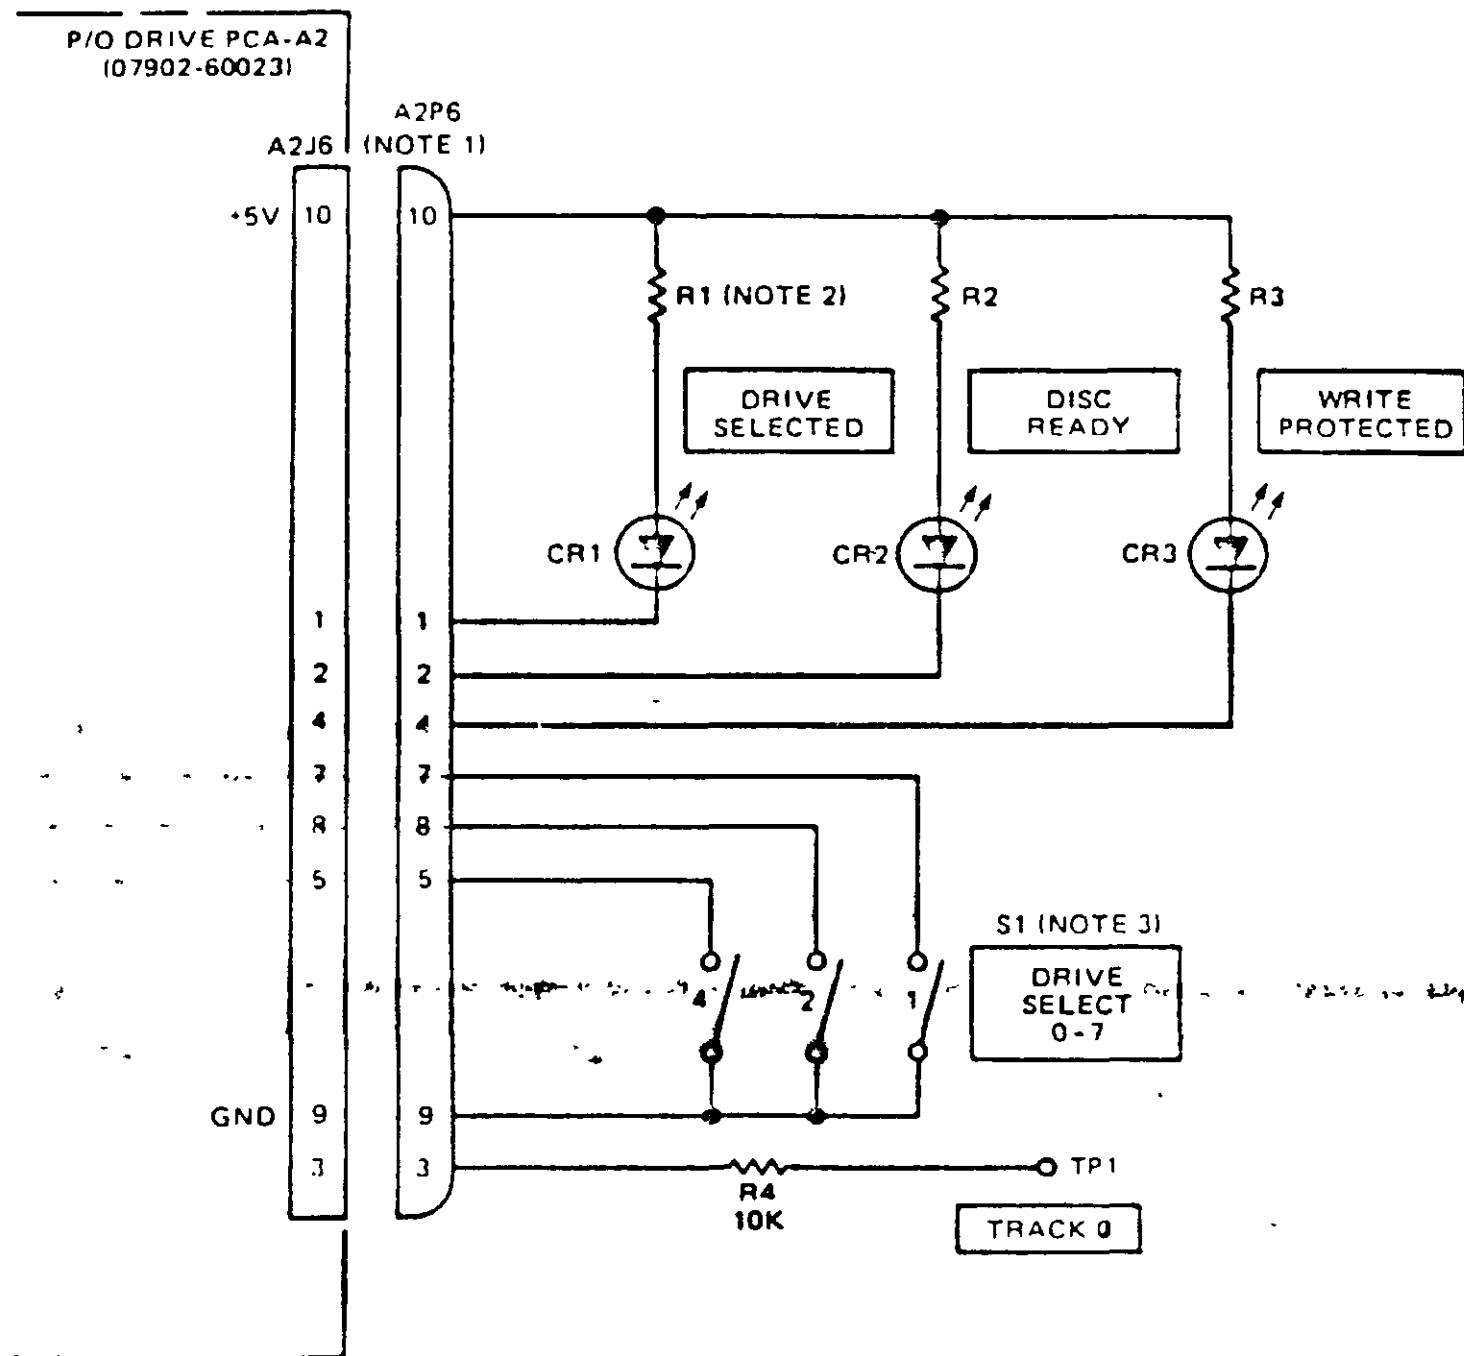 P/O DRIVE PCA-A2
(07902-60023)
A2P6
A2J6 (NOTE 1)
+5V 10 10
R1 (NOTE 2) R2 R3
DRIVE
SELECTED
DISC
READY
WRITE
PROTECTED
CR1 CR2 CR3
1 1
2 2
4 4
7 7
8 8
5 5
S1 (NOTE 3)
4 2 1
DRIVE
SELECT
0-7
GND 9 9
3 3
TP1
R4
10K
TRACK 0